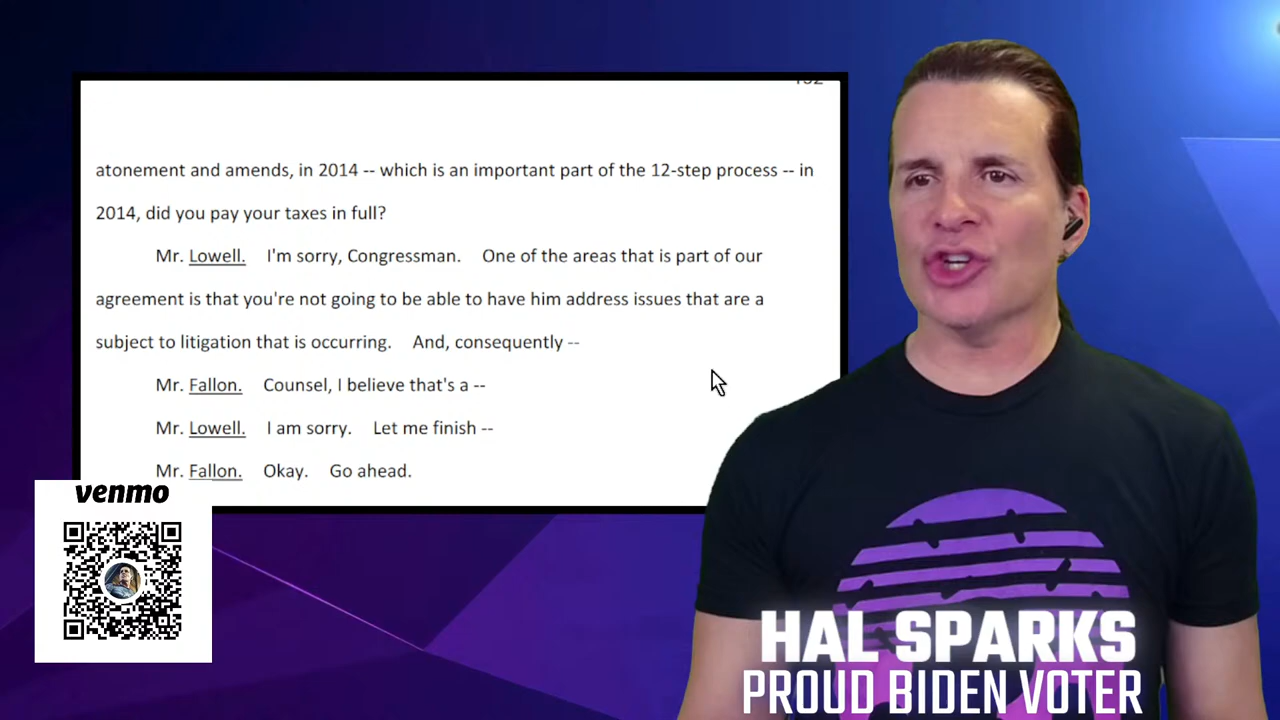 atonement and amends, in 2014 -- which is an important part of the 12-step process -- in
2014, did you pay your taxes in full?
Mr. Lowell. I'm sorry, Congressman. One of the areas that is part of our
agreement is that you're not going to be able to have him address issues that are a
subject to litigation that is occurring. And, consequently --
Mr. Fallon. Counsel, I believe that's a --
Mr. Lowell. I am sorry. Let me finish --
Mr. Fallon. Okay. Go ahead.
venmo
HAL SPARKS
PROUD BIDEN VOTER